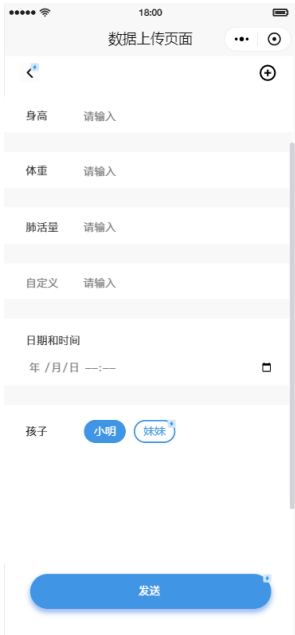 18:00
数据上传页面
身高 请输入
体重 请输入
肺活量 请输入
自定义 请输入
日期和时间
年 /月/日 --:--
孩子 小明 妹妹
发送